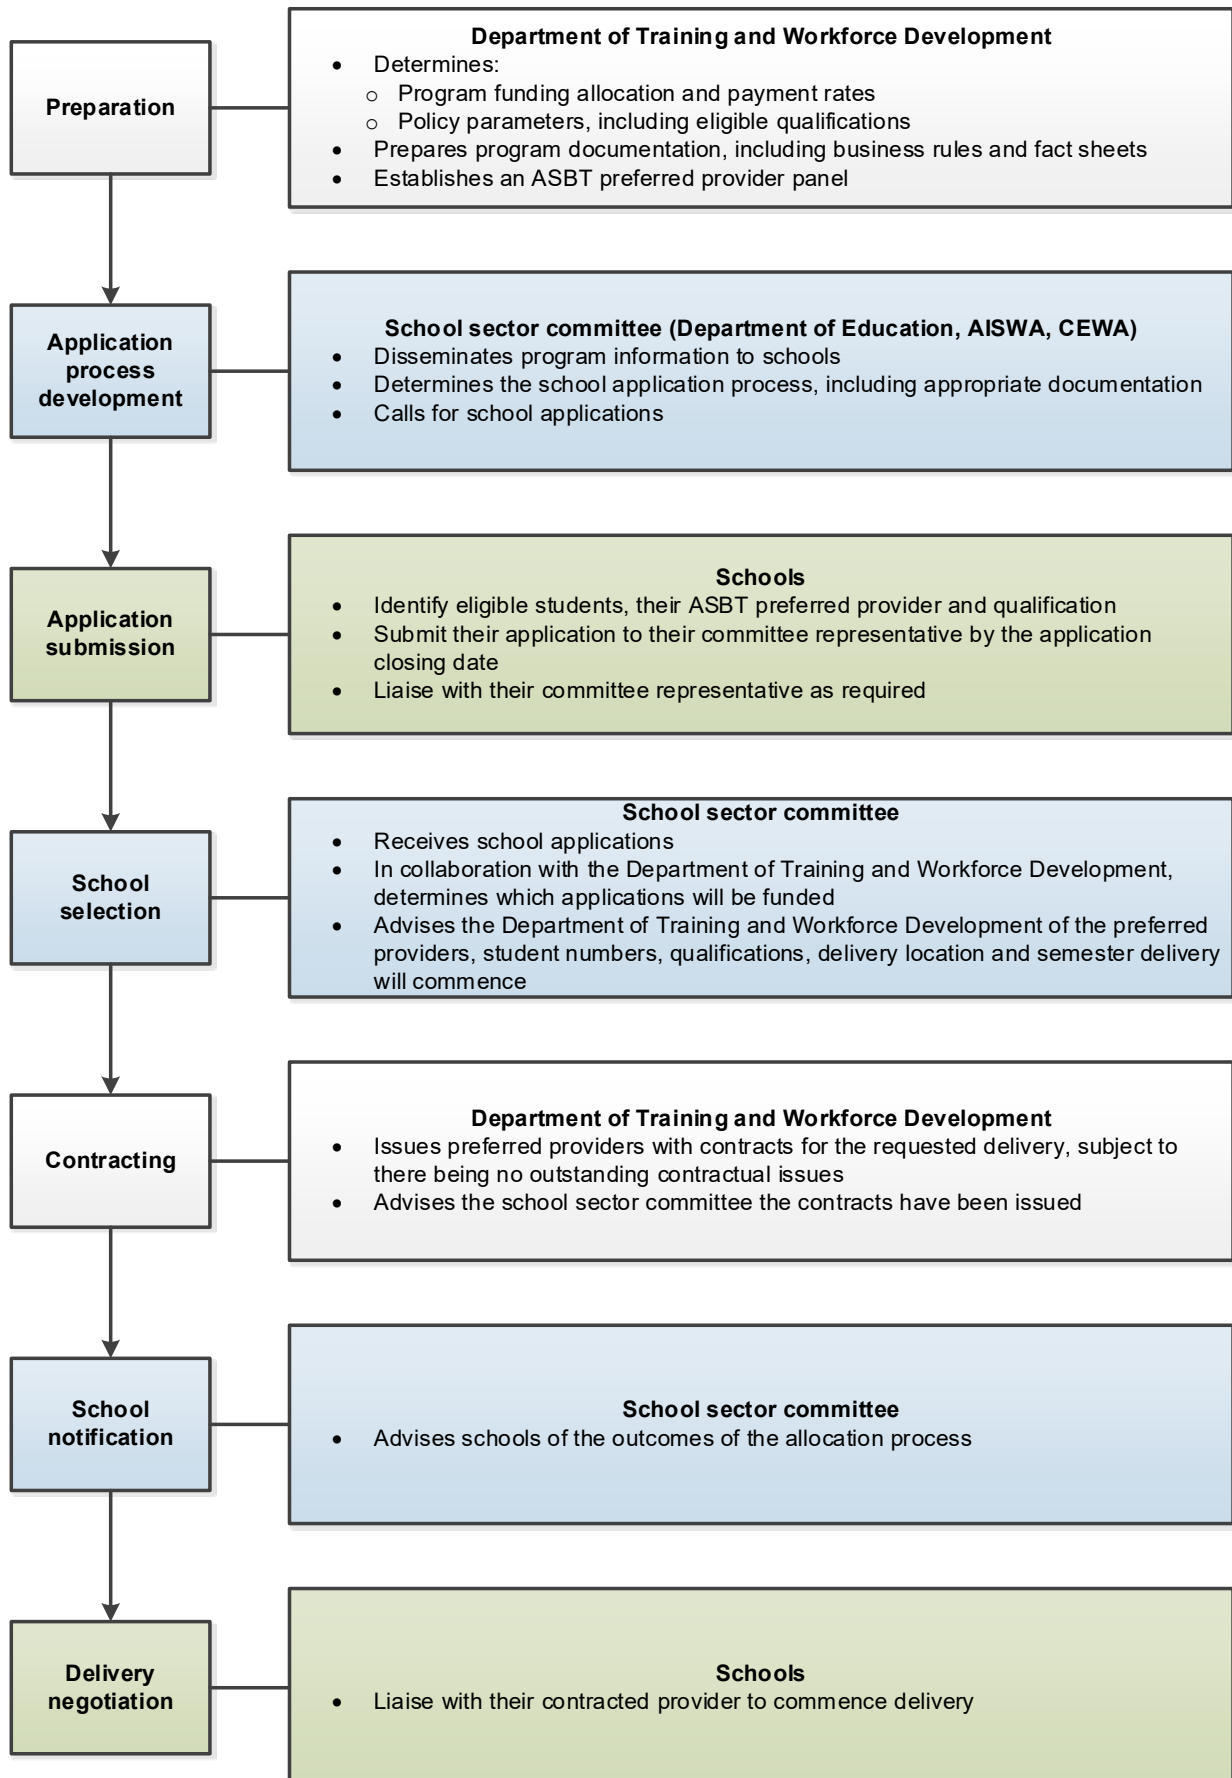 Preparation
Department of Training and Workforce Development
• Determines:
o Program funding allocation and payment rates
o Policy parameters, including eligible qualifications
• Prepares program documentation, including business rules and fact sheets
• Establishes an ASBT preferred provider panel
Application
process
development
School sector committee (Department of Education, AISWA, CEWA)
• Disseminates program information to schools
• Determines the school application process, including appropriate documentation
• Calls for school applications
Application
submission
Schools
• Identify eligible students, their ASBT preferred provider and qualification
• Submit their application to their committee representative by the application
closing date
• Liaise with their committee representative as required
School
selection
School sector committee
• Receives school applications
• In collaboration with the Department of Training and Workforce Development,
determines which applications will be funded
• Advises the Department of Training and Workforce Development of the preferred
providers, student numbers, qualifications, delivery location and semester delivery
will commence
Contracting
Department of Training and Workforce Development
• Issues preferred providers with contracts for the requested delivery, subject to
there being no outstanding contractual issues
• Advises the school sector committee the contracts have been issued
School
notification
School sector committee
• Advises schools of the outcomes of the allocation process
Delivery
negotiation
Schools
• Liaise with their contracted provider to commence delivery